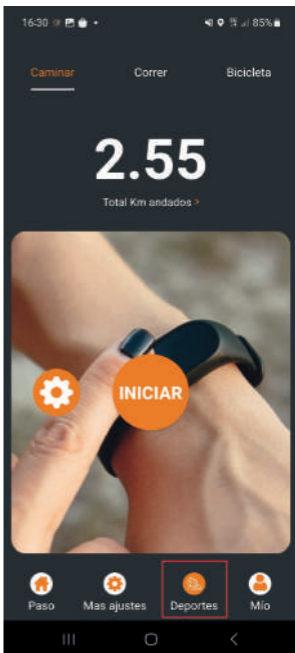 16:30
85%
Caminar Correr Bicicleta
2.55
Total Km andados >
INICIAR
Paso Mas ajustes Deportes Mío